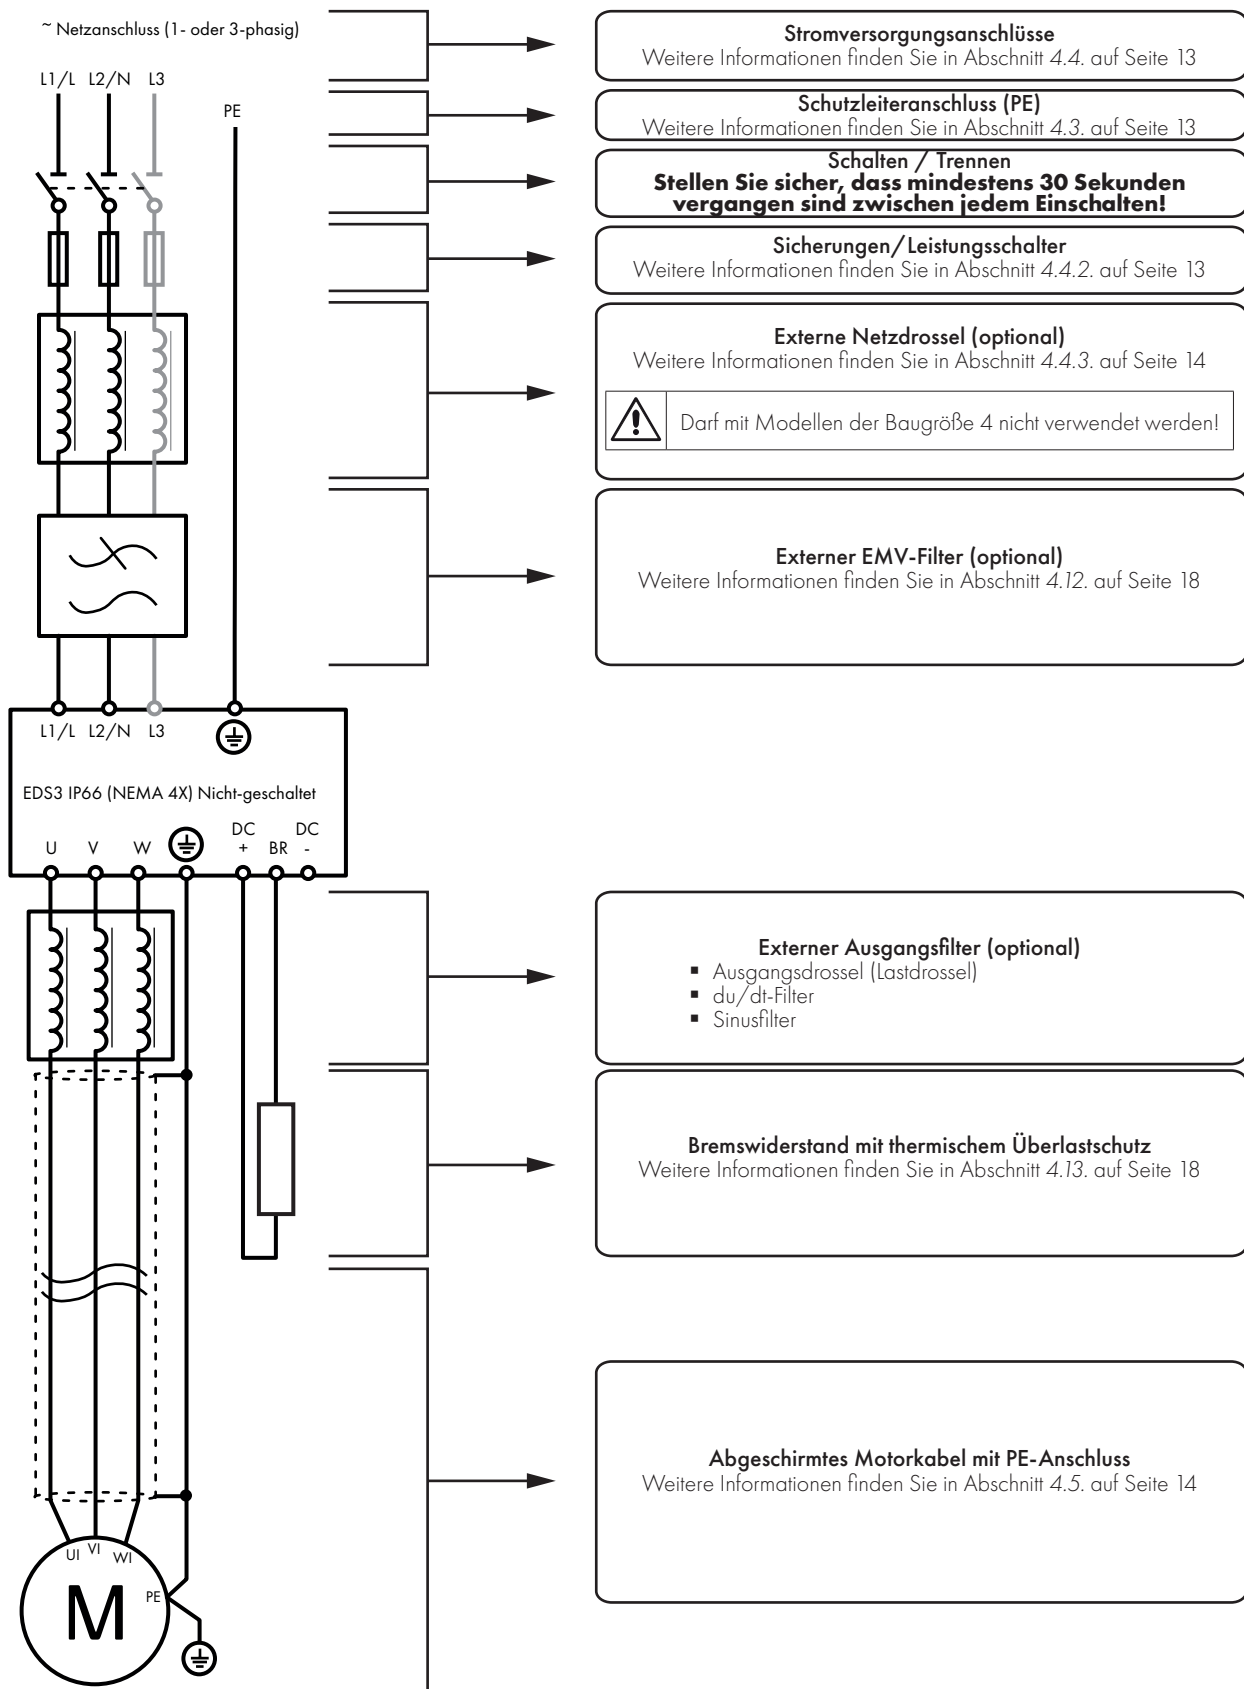 ~ Netzanschluss (1- oder 3-phasig)
L1/L L2/N L3
PE
Stromversorgungsanschlüsse
Weitere Informationen finden Sie in Abschnitt 4.4. auf Seite 13
Schutzleiteranschluss (PE)
Weitere Informationen finden Sie in Abschnitt 4.3. auf Seite 13
Schalten / Trennen
Stellen Sie sicher, dass mindestens 30 Sekunden
vergangen sind zwischen jedem Einschalten!
Sicherungen/Leistungsschalter
Weitere Informationen finden Sie in Abschnitt 4.4.2. auf Seite 13
Externe Netzdrossel (optional)
Weitere Informationen finden Sie in Abschnitt 4.4.3. auf Seite 14
Darf mit Modellen der Baugröße 4 nicht verwendet werden!
Externer EMV-Filter (optional)
Weitere Informationen finden Sie in Abschnitt 4.12. auf Seite 18
L1/L L2/N L3
EDS3 IP66 (NEMA 4X) Nicht-geschaltet
DC DC
U V W + BR -
Externer Ausgangsfilter (optional)
▪ Ausgangsdrossel (Lastdrossel)
▪ du/dt-Filter
▪ Sinusfilter
Bremswiderstand mit thermischem Überlastschutz
Weitere Informationen finden Sie in Abschnitt 4.13. auf Seite 18
Abgeschirmtes Motorkabel mit PE-Anschluss
Weitere Informationen finden Sie in Abschnitt 4.5. auf Seite 14
UI VI WI
PE
M